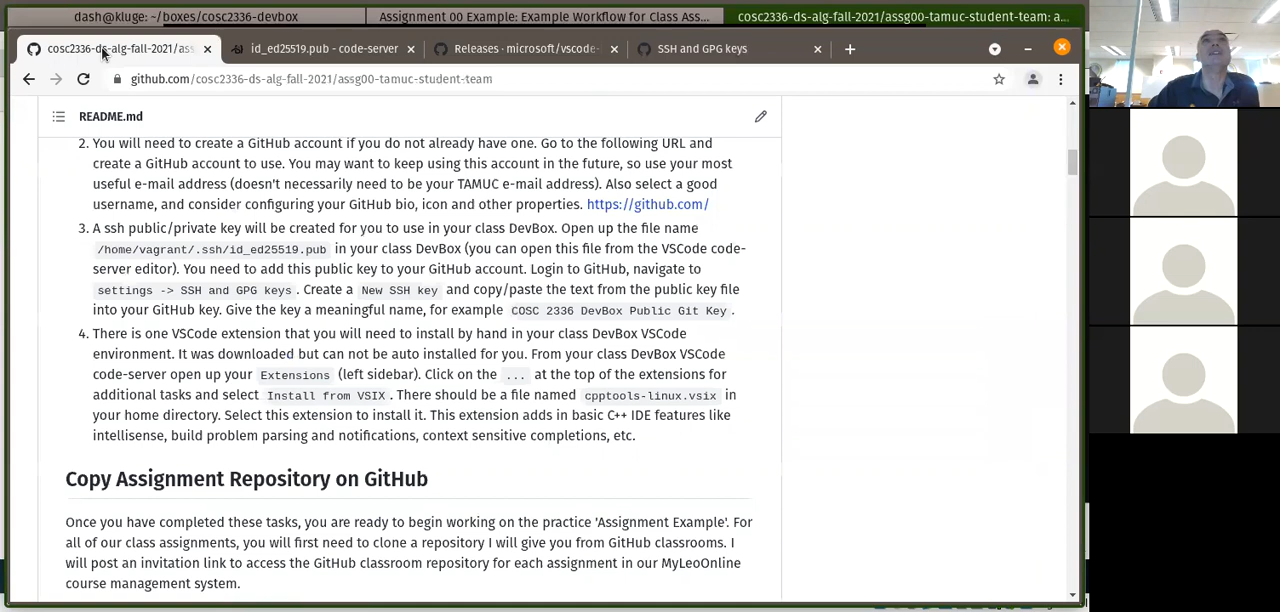 dash@kluge: ~/boxes/cosc2336-devbox
Assignment 00 Example: Example Workflow for Class Ass...
cosc2336-ds-alg-fall-2021/assg00-tamuc-student-team: a...
cosc2336-ds-alg-fall-2021/ass
id_ed25519.pub - code-server
Releases · microsoft/vscode-
SSH and GPG keys
github.com/cosc2336-ds-alg-fall-2021/assg00-tamuc-student-team
README.md
2. You will need to create a GitHub account if you do not already have one. Go to the following URL and
create a GitHub account to use. You may want to keep using this account in the future, so use your most
useful e-mail address (doesn't necessarily need to be your TAMUC e-mail address). Also select a good
username, and consider configuring your GitHub bio, icon and other properties. https://github.com/
3. A ssh public/private key will be created for you to use in your class DevBox. Open up the file name
/home/vagrant/.ssh/id_ed25519.pub in your class DevBox (you can open this file from the VSCode code-
server editor). You need to add this public key to your GitHub account. Login to GitHub, navigate to
settings -> SSH and GPG keys. Create a New SSH key and copy/paste the text from the public key file
into your GitHub key. Give the key a meaningful name, for example COSC 2336 DevBox Public Git Key.
4. There is one VSCode extension that you will need to install by hand in your class DevBox VSCode
environment. It was downloaded but can not be auto installed for you. From your class DevBox VSCode
code-server open up your Extensions (left sidebar). Click on the ... at the top of the extensions for
additional tasks and select Install from VSIX. There should be a file named cpptools-linux.vsix in
your home directory. Select this extension to install it. This extension adds in basic C++ IDE features like
intellisense, build problem parsing and notifications, context sensitive completions, etc.
Copy Assignment Repository on GitHub
Once you have completed these tasks, you are ready to begin working on the practice 'Assignment Example'. For
all of our class assignments, you will first need to clone a repository I will give you from GitHub classrooms. I
will post an invitation link to access the GitHub classroom repository for each assignment in our MyLeoOnline
course management system.